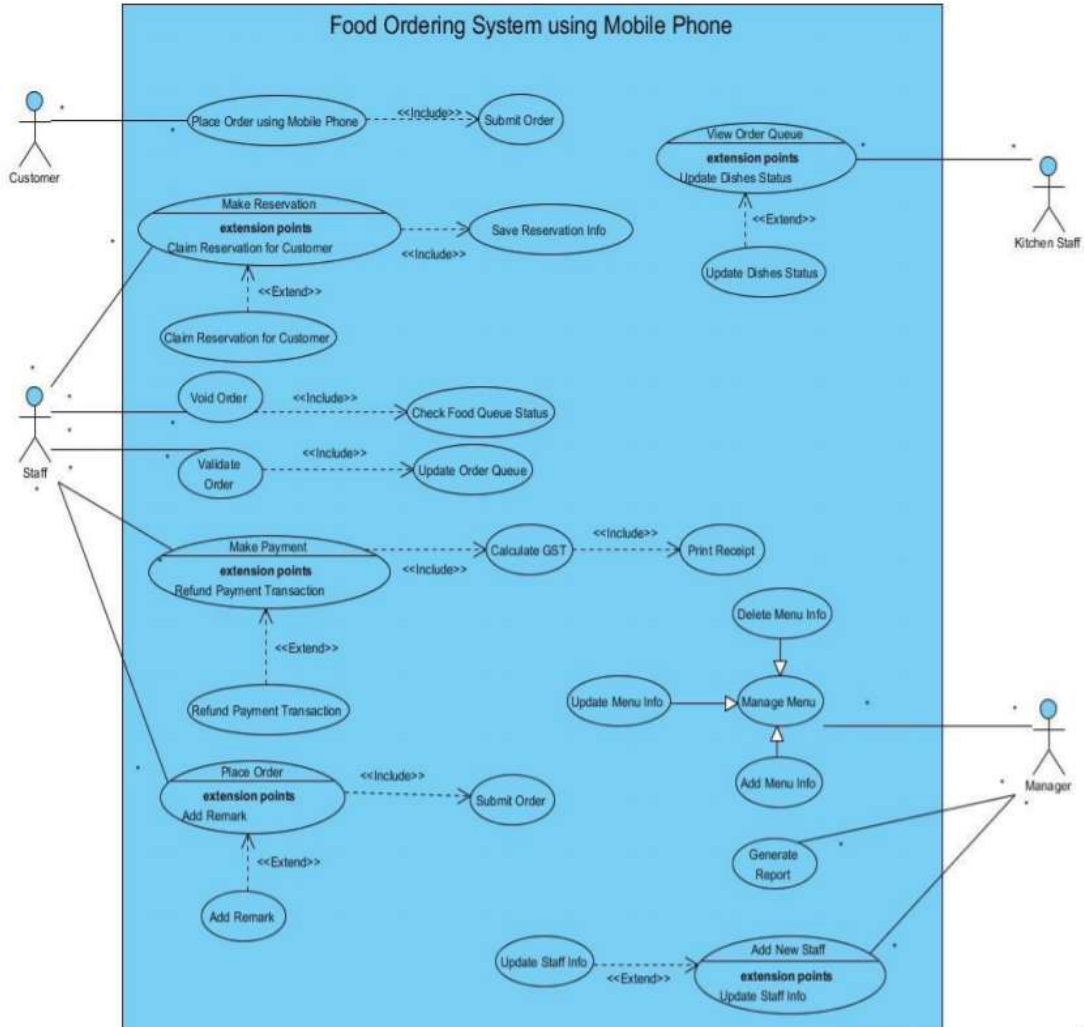 Food Ordering System using Mobile Phone
Customer
Place Order using Mobile Phone
<<Include>>
Submit Order
View Order Queue
extension points
Update Dishes Status
<<Extend>>
Update Dishes Status
Kitchen Staff
Make Reservation
extension points
Claim Reservation for Customer
<<Include>>
Save Reservation Info
<<Extend>>
Claim Reservation for Customer
Staff
Void Order
<<Include>>
Check Food Queue Status
Validate
Order
<<Include>>
Update Order Queue
Make Payment
extension points
Refund Payment Transaction
<<Include>>
Calculate GST
<<Include>>
Print Receipt
<<Extend>>
Refund Payment Transaction
Delete Menu Info
Update Menu Info
Manage Menu
Add Menu Info
Manager
Place Order
extension points
Add Remark
<<Include>>
Submit Order
<<Extend>>
Add Remark
Generate
Report
Update Staff Info
<<Extend>>
Add New Staff
extension points
Update Staff Info